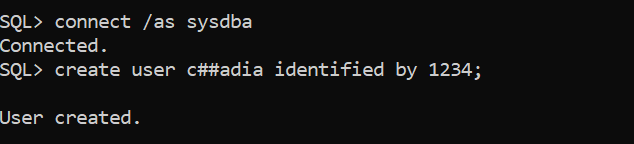 SQL> connect /as sysdba
Connected.
SQL> create user c##adia identified by 1234;
User created.